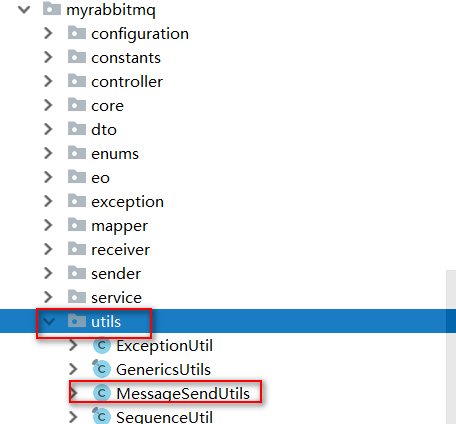 myrabbitmq
configuration
constants
controller
core
dto
enums
eo
exception
mapper
receiver
sender
service
utils
ExceptionUtil
GenericsUtils
MessageSendUtils
SequenceUtil